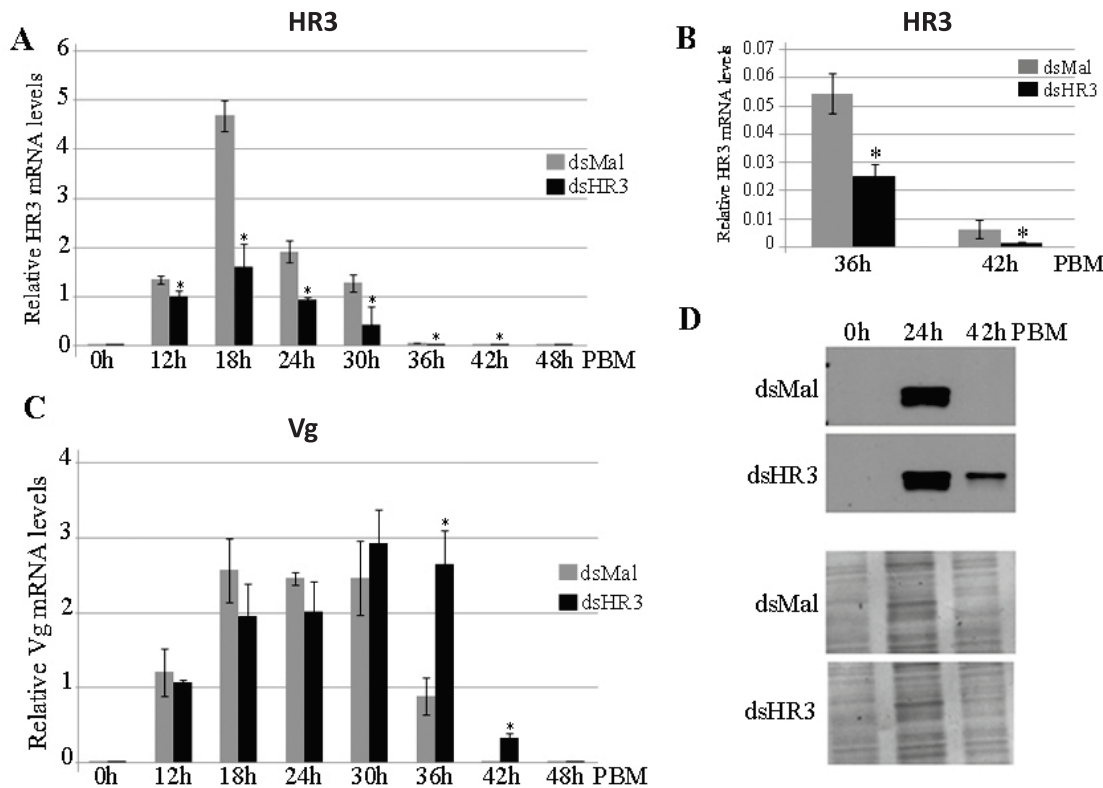 A
HR3
Relative HR3 mRNA levels
6
5
4
3
2
1
0
dsMal
dsHR3
*
*
*
*
*
*
0h 12h 18h 24h 30h 36h 42h 48h PBM
B
HR3
Relative HR3 mRNA levels
0.07
0.06
0.05
0.04
0.03
0.02
0.01
0
dsMal
dsHR3
*
*
36h 42h PBM
C
Vg
Relative Vg mRNA levels
4
3
2
1
0
dsMal
dsHR3
*
*
0h 12h 18h 24h 30h 36h 42h 48h PBM
D
0h 24h 42h PBM
dsMal
dsHR3
dsMal
dsHR3